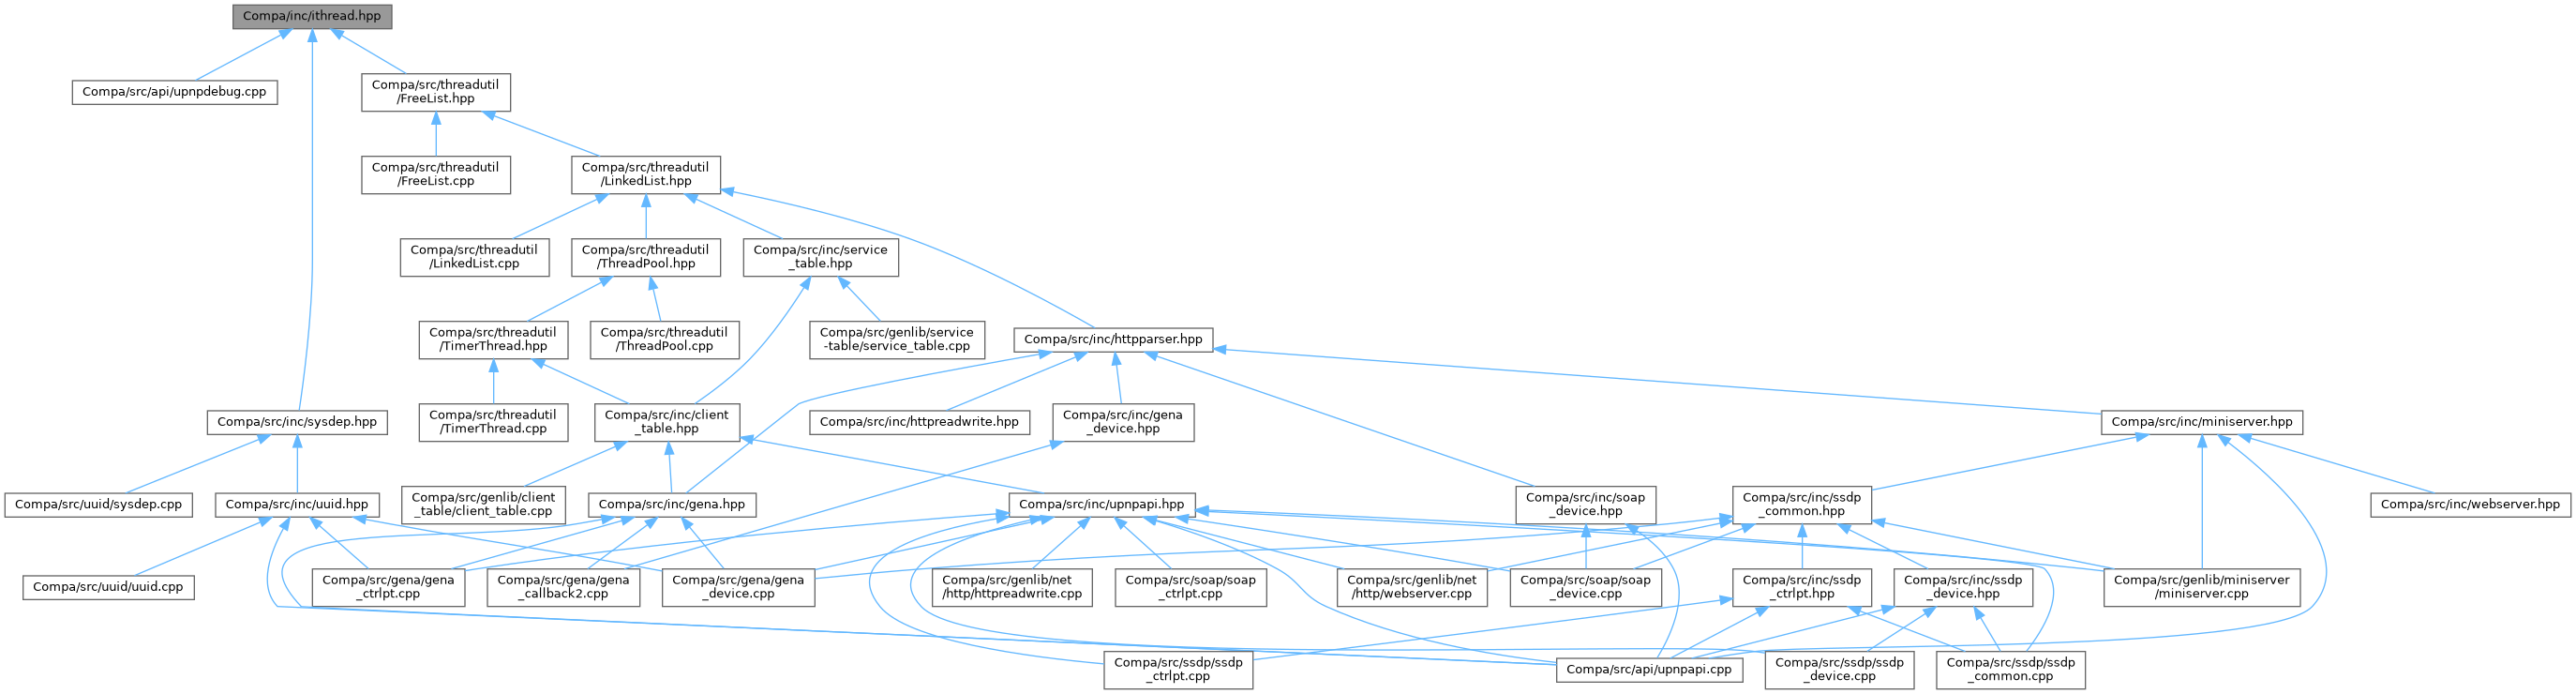 Compa/inc/ithread.hpp
Compa/src/api/upnpdebug.cpp
Compa/src/threadutil
/FreeList.hpp
Compa/src/threadutil
/FreeList.cpp
Compa/src/threadutil
/LinkedList.hpp
Compa/src/threadutil
/LinkedList.cpp
Compa/src/threadutil
/ThreadPool.hpp
Compa/src/inc/service
_table.hpp
Compa/src/threadutil
/TimerThread.hpp
Compa/src/threadutil
/ThreadPool.cpp
Compa/src/genlib/service
-table/service_table.cpp
Compa/src/inc/httpparser.hpp
Compa/src/inc/sysdep.hpp
Compa/src/threadutil
/TimerThread.cpp
Compa/src/inc/client
_table.hpp
Compa/src/inc/httpreadwrite.hpp
Compa/src/inc/gena
_device.hpp
Compa/src/inc/miniserver.hpp
Compa/src/uuid/sysdep.cpp
Compa/src/inc/uuid.hpp
Compa/src/genlib/client
_table/client_table.cpp
Compa/src/inc/gena.hpp
Compa/src/inc/upnpapi.hpp
Compa/src/inc/soap
_device.hpp
Compa/src/inc/ssdp
_common.hpp
Compa/src/inc/webserver.hpp
Compa/src/uuid/uuid.cpp
Compa/src/gena/gena
_ctrlpt.cpp
Compa/src/gena/gena
_callback2.cpp
Compa/src/gena/gena
_device.cpp
Compa/src/genlib/net
/http/httpreadwrite.cpp
Compa/src/soap/soap
_ctrlpt.cpp
Compa/src/genlib/net
/http/webserver.cpp
Compa/src/soap/soap
_device.cpp
Compa/src/inc/ssdp
_ctrlpt.hpp
Compa/src/inc/ssdp
_device.hpp
Compa/src/genlib/miniserver
/miniserver.cpp
Compa/src/ssdp/ssdp
_ctrlpt.cpp
Compa/src/api/upnpapi.cpp
Compa/src/ssdp/ssdp
_device.cpp
Compa/src/ssdp/ssdp
_common.cpp